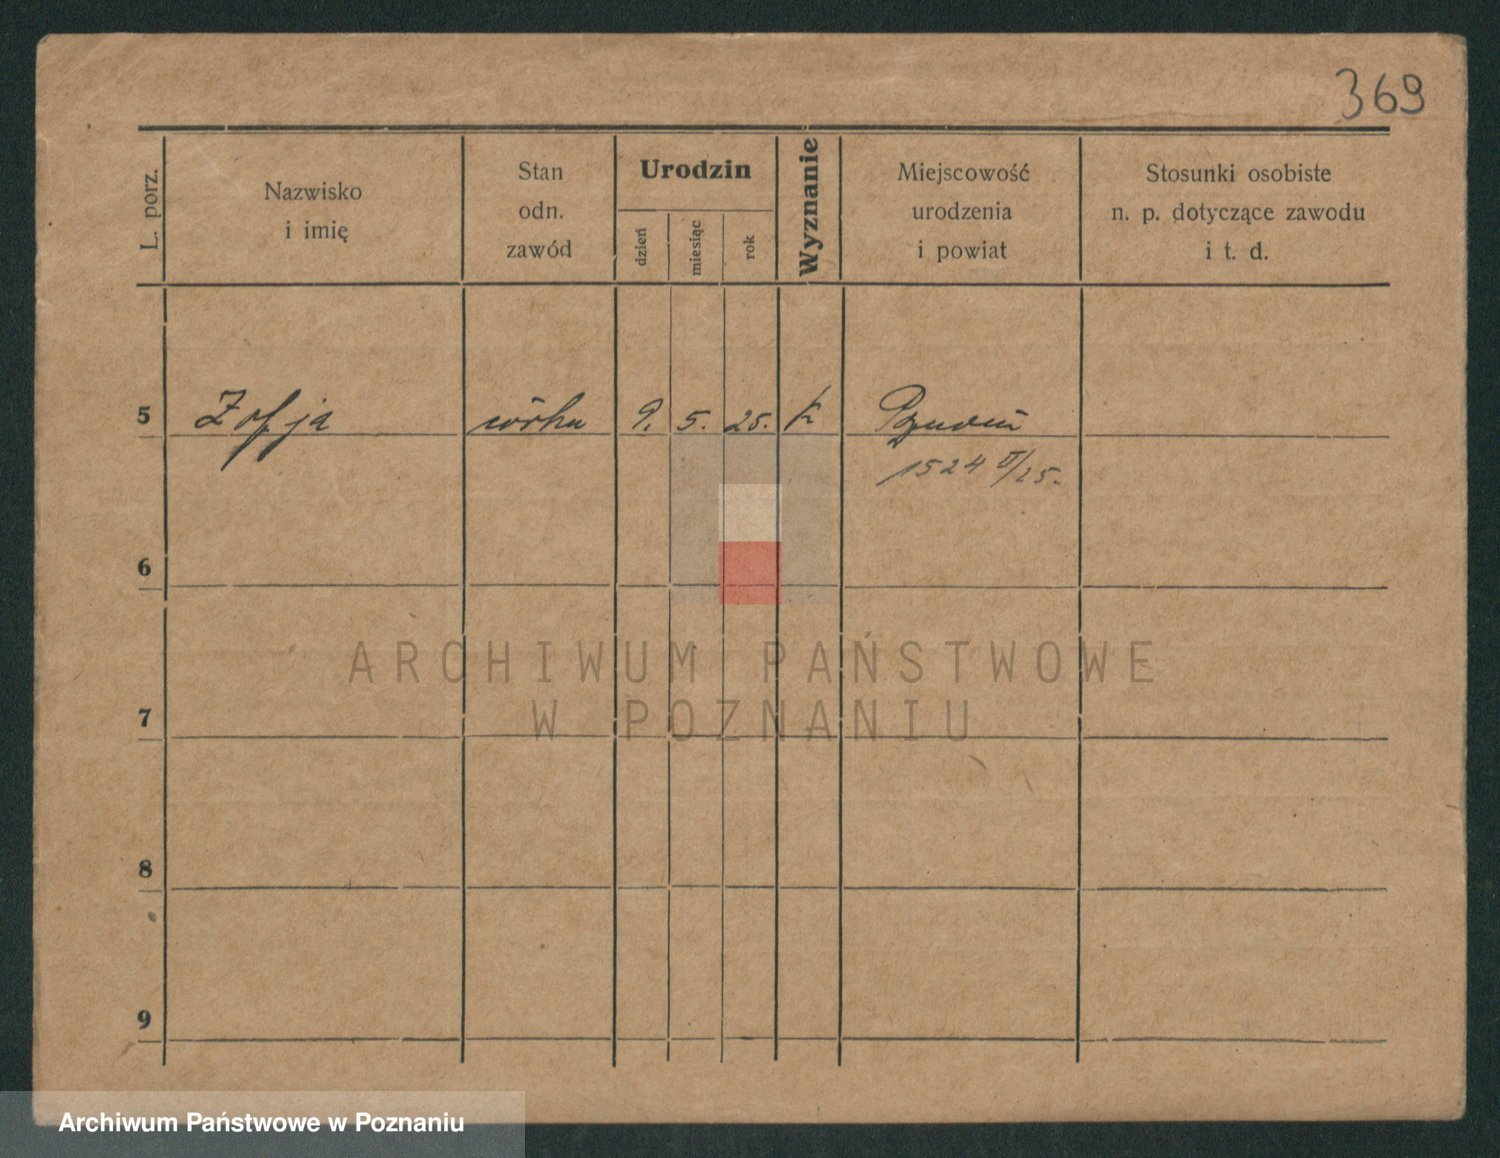 369
L. porz.
Nazwisko
i imię
Stan
odn.
zawód
Urodzin
dzień
miesiąc
rok
Wyznanie
Miejscowość
urodzenia
i powiat
Stosunki osobiste
n. p. dotyczące zawodu
i t. d.
5 Zofja córka 9. 5. 25. k
1524 II/25.
6
7
8
9
ARCHIWUM PAŃSTWOWE
W POZNANIU
Archiwum Państwowe w Poznaniu